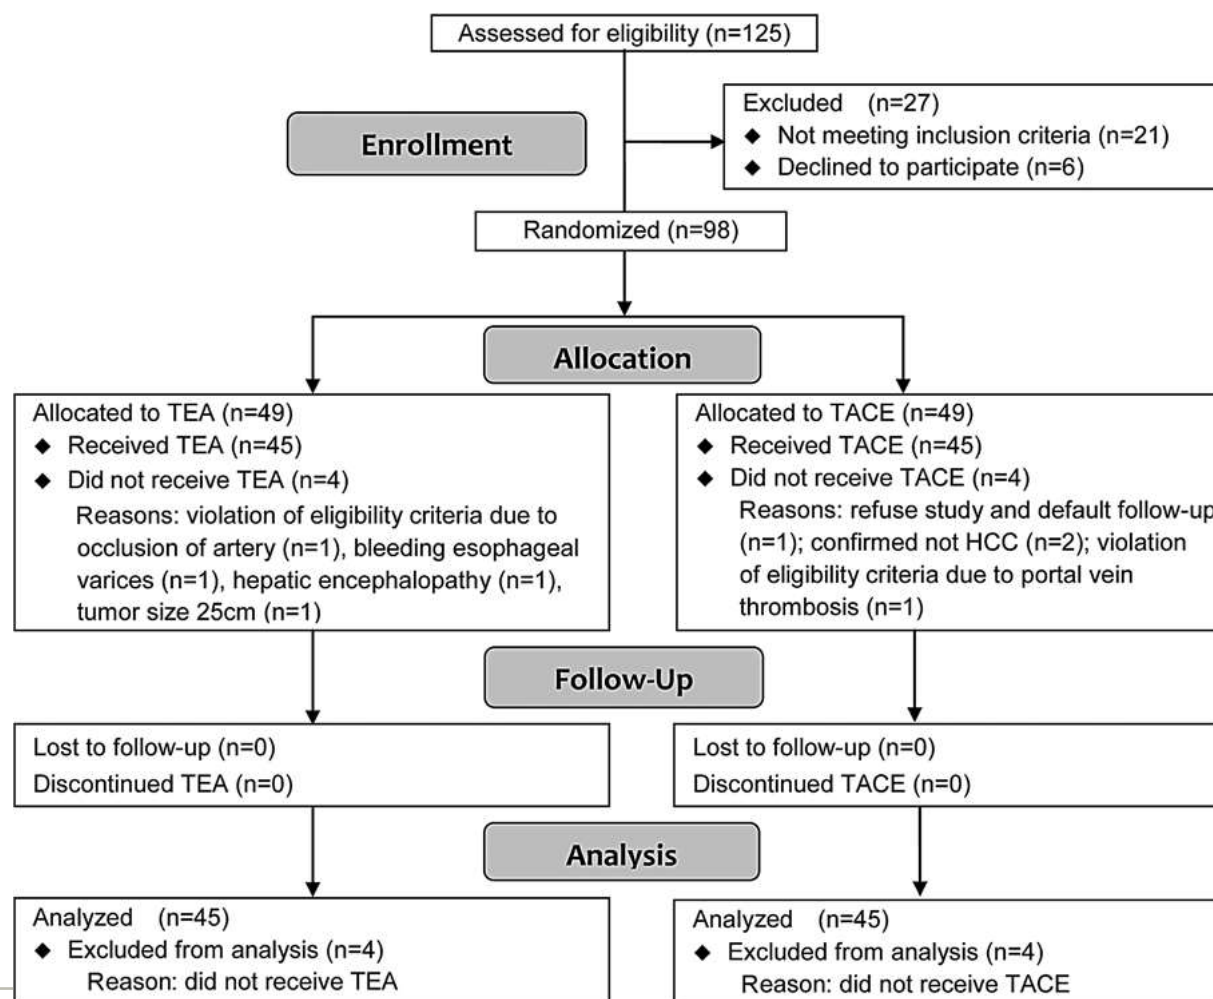 Assessed for eligibility (n=125)
Excluded (n=27)
◆ Not meeting inclusion criteria (n=21)
◆ Declined to participate (n=6)
Enrollment
Randomized (n=98)
Allocation
Allocated to TEA (n=49)
◆ Received TEA (n=45)
◆ Did not receive TEA (n=4)
Reasons: violation of eligibility criteria due to
occlusion of artery (n=1), bleeding esophageal
varices (n=1), hepatic encephalopathy (n=1),
tumor size 25cm (n=1)
Allocated to TACE (n=49)
◆ Received TACE (n=45)
◆ Did not receive TACE (n=4)
Reasons: refuse study and default follow-up
(n=1); confirmed not HCC (n=2); violation
of eligibility criteria due to portal vein
thrombosis (n=1)
Follow-Up
Lost to follow-up (n=0)
Discontinued TEA (n=0)
Lost to follow-up (n=0)
Discontinued TACE (n=0)
Analysis
Analyzed (n=45)
◆ Excluded from analysis (n=4)
Reason: did not receive TEA
Analyzed (n=45)
◆ Excluded from analysis (n=4)
Reason: did not receive TACE